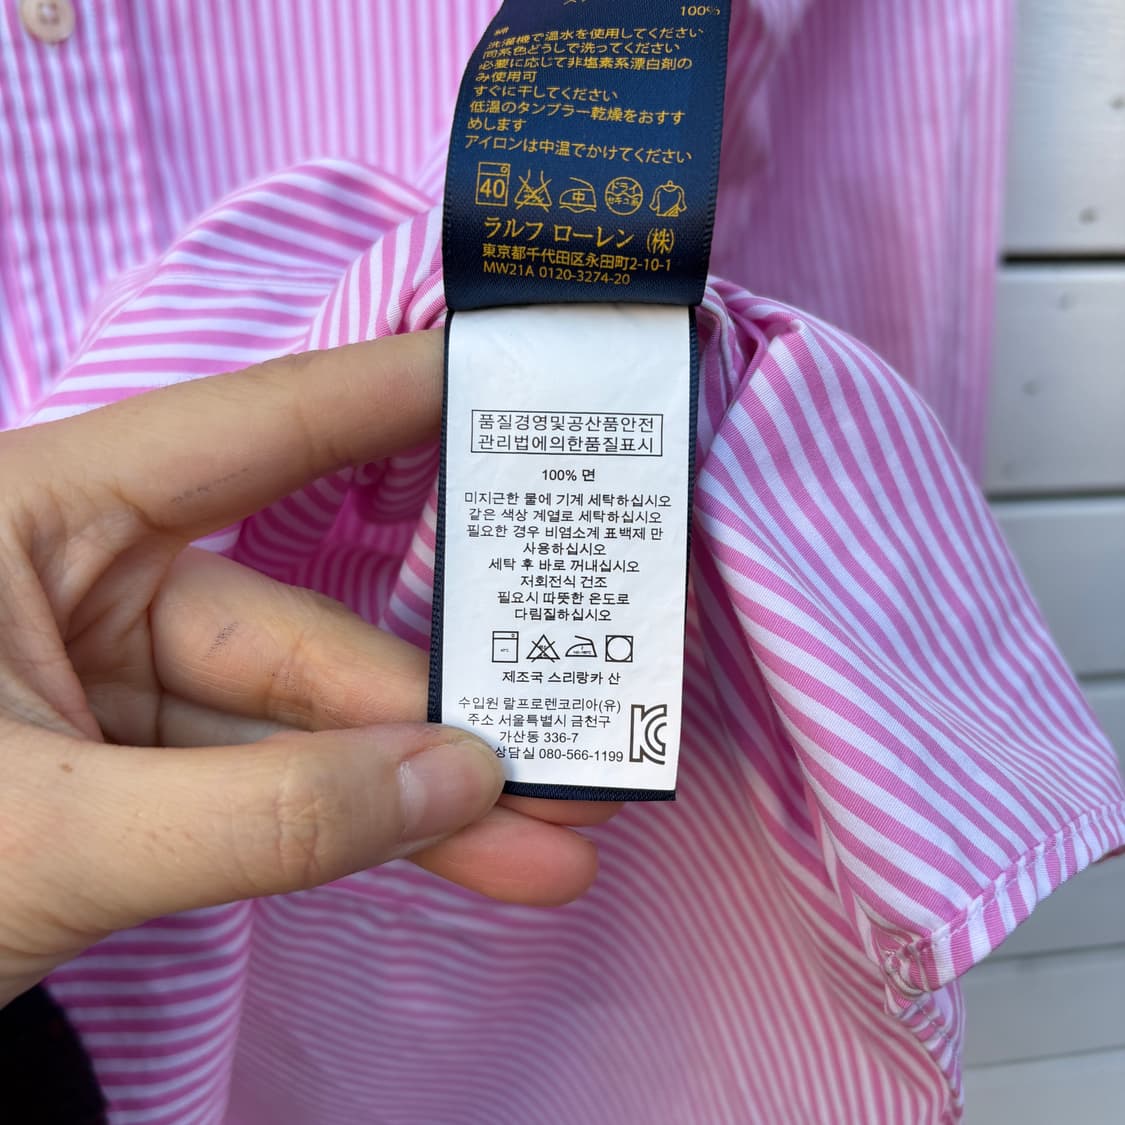 100%
綿
洗濯機で温水を使用してください
同系色どうしで洗ってください
必要に応じて非塩素系漂白剤の
み使用可
すぐに干してください
低温のタンブラー乾燥をおすす
めします
アイロンは中温でかけてください
40
中
ドライ
セキユ系
ラルフ ローレン (株)
東京都千代田区永田町2-10-1
MW21A 0120-3274-20
품질경영및공산품안전
관리법에의한품질표시
100% 면
미지근한 물에 기계 세탁하십시오
같은 색상 계열로 세탁하십시오
필요한 경우 비염소계 표백제 만
사용하십시오
세탁 후 바로 꺼내십시오
저회전식 건조
필요시 따뜻한 온도로
다림질하십시오
제조국 스리랑카 산
수입원 랄프로렌코리아(유)
주소 서울특별시 금천구
가산동 336-7
상담실 080-566-1199